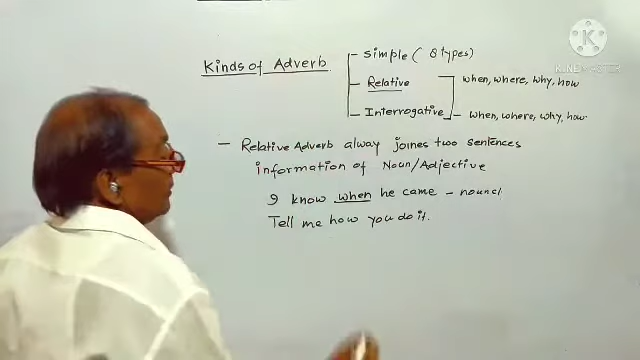 Kinds of Adverb
Simple ( 8 types)
Relative
when, where, why, how
Interrogative
when, where, why, how.
- Relative Adverb alway joines two sentences
information of Noun/Adjective
I know when he came - nouncl
Tell me how you do it.
KINEMASTER